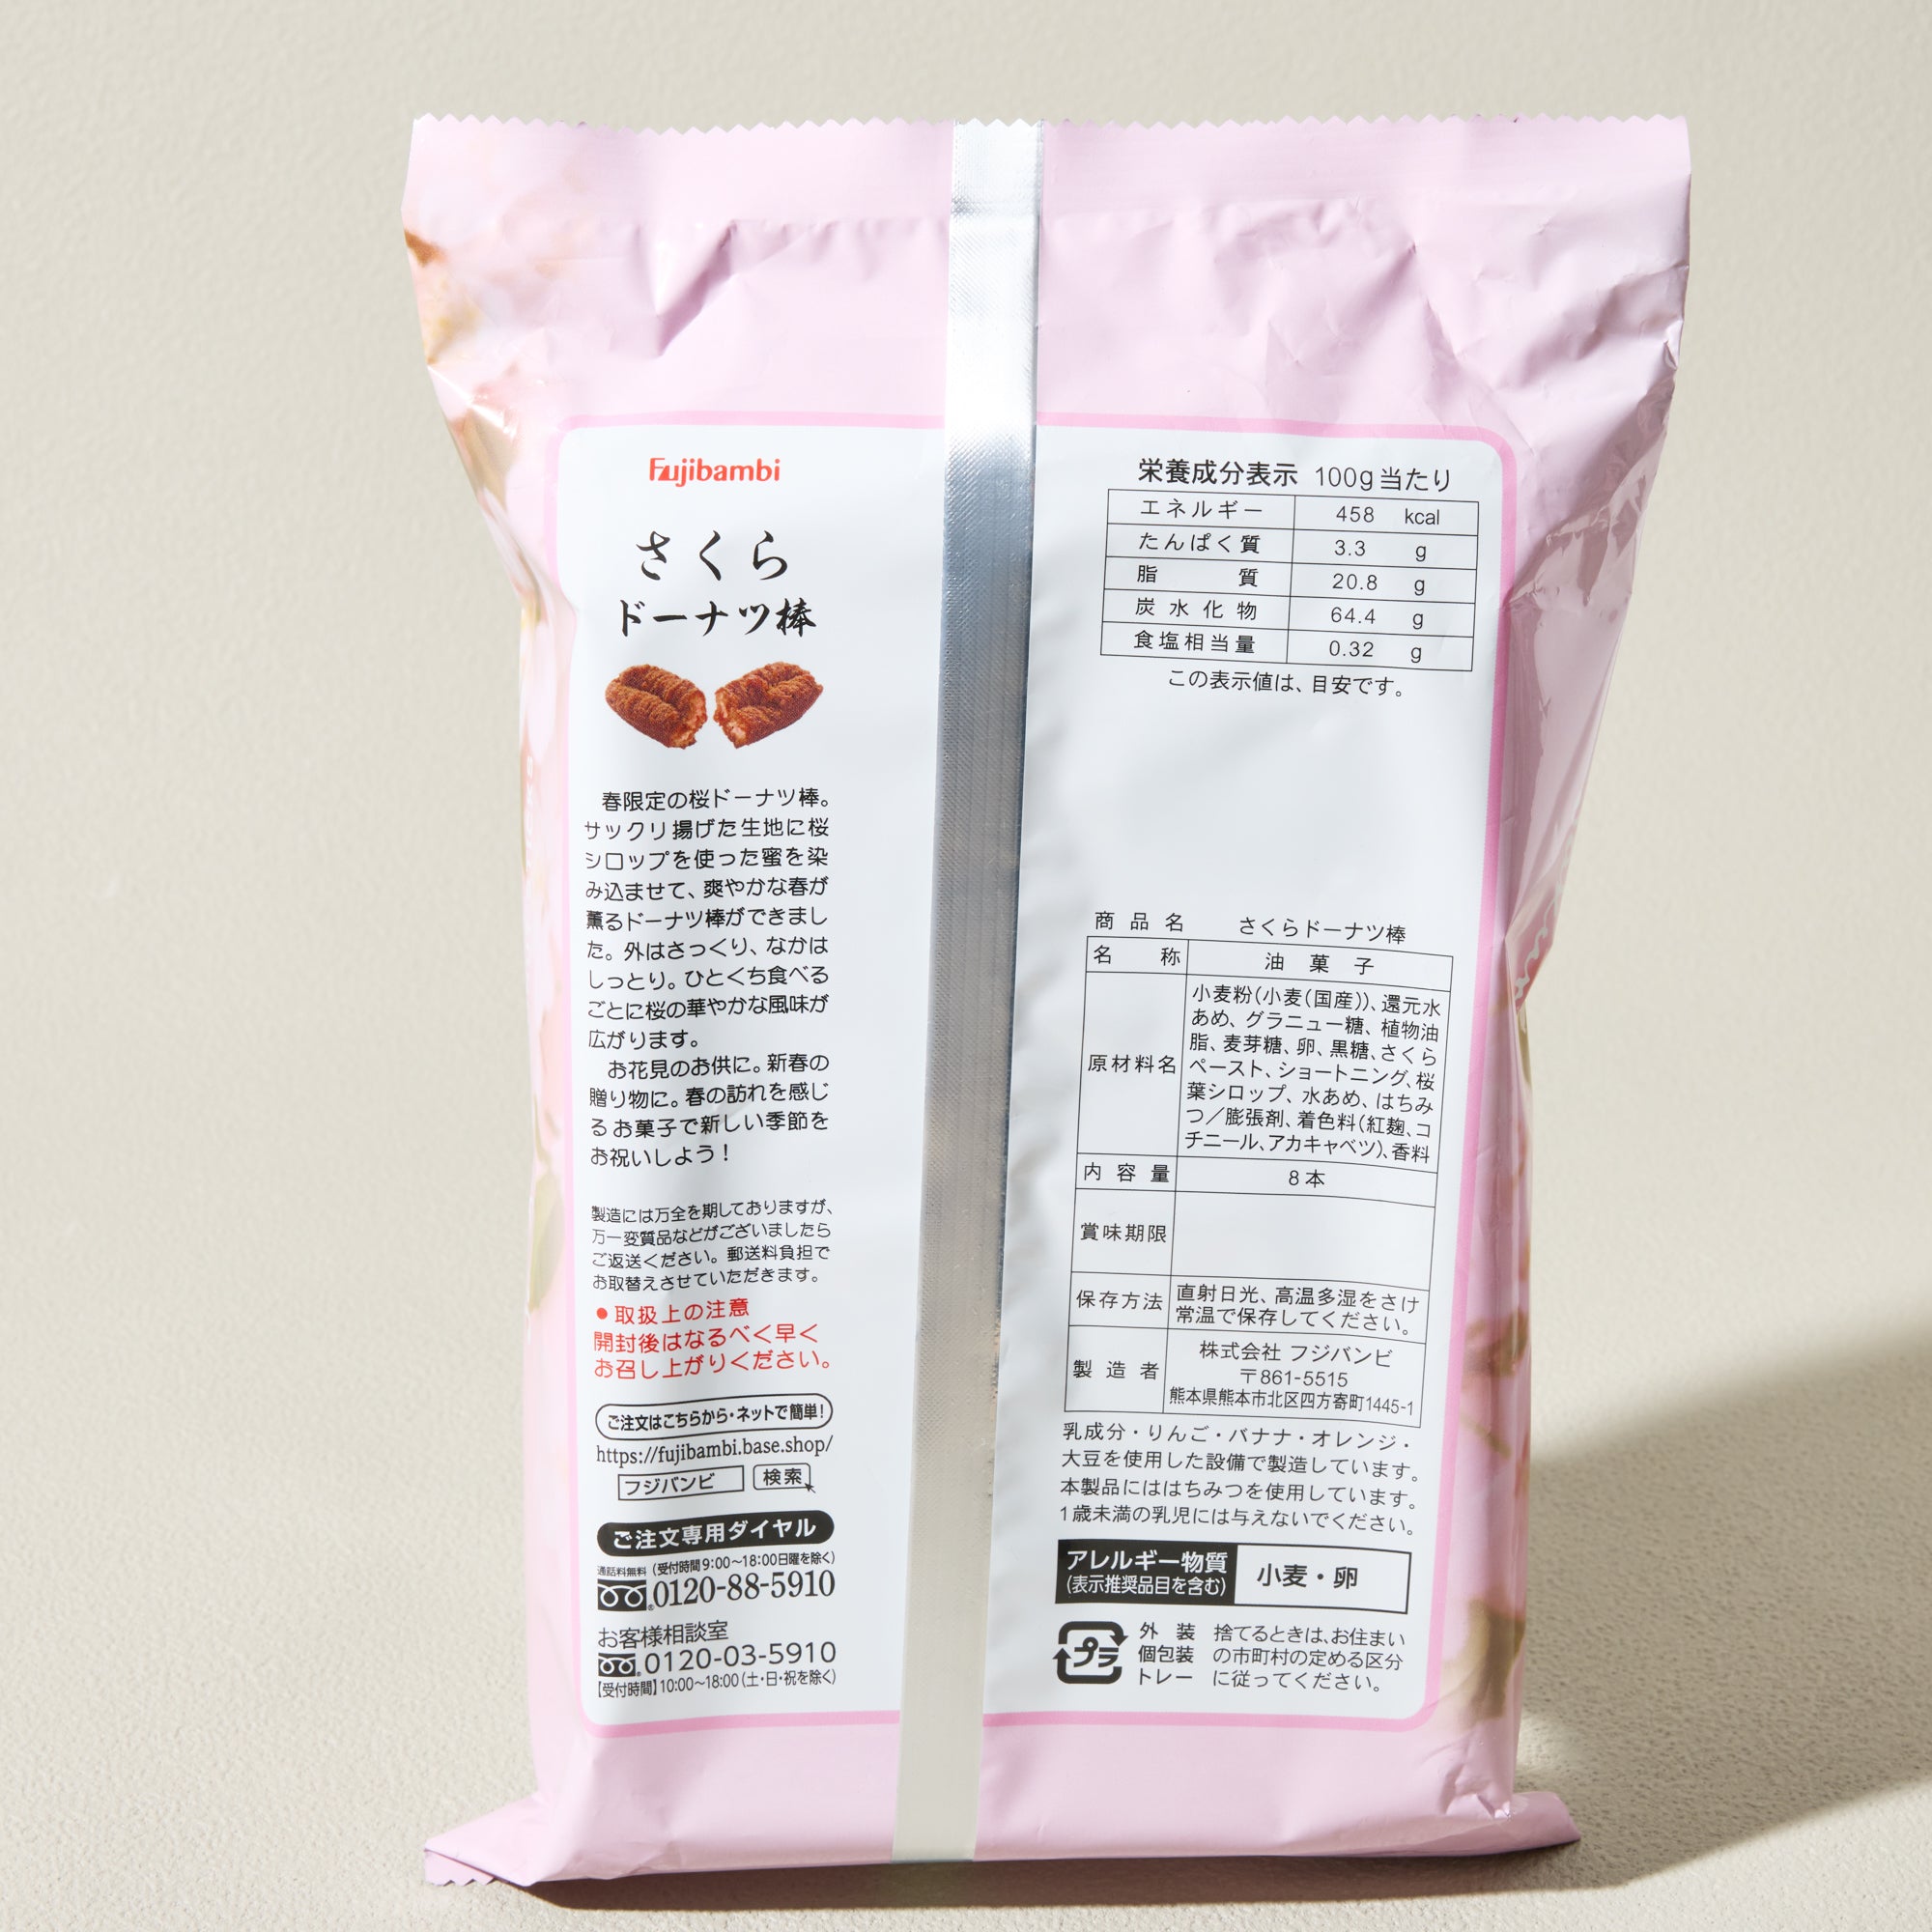 Fujibambi
さくら
ドーナツ棒
春限定の桜ドーナツ棒。
サックリ揚げた生地に桜
シロップを使った蜜を染
み込ませて、爽やかな春が
薫るドーナツ棒ができまし
た。外はさっくり、なかは
しっとり。ひとくち食べる
ごとに桜の華やかな風味が
広がります。
お花見のお供に。新春の
贈り物に。春の訪れを感じ
るお菓子で新しい季節を
お祝いしよう!
製造には万全を期しておりますが、
万一変質品などがございましたら
ご返送ください。郵送料負担で
お取替えさせていただきます。
●取扱上の注意
開封後はなるべく早く
お召し上がりください。
ご注文はこちらから・ネットで簡単!
https://fujibambi.base.shop/
フジバンビ 検索
ご注文専用ダイヤル
通話料無料 (受付時間9:00〜18:00日曜を除く)
0120-88-5910
お客様相談室
0120-03-5910
【受付時間】10:00〜18:00(土・日・祝を除く)
栄養成分表示 100g当たり
エネルギー 458 kcal
たんぱく質 3.3 g
脂質 20.8 g
炭水化物 64.4 g
食塩相当量 0.32 g
この表示値は、目安です。
商品名 さくらドーナツ棒
名称 油菓子
原材料名 小麦粉(小麦(国産))、還元水
あめ、グラニュー糖、植物油
脂、麦芽糖、卵、黒糖、さくら
ペースト、ショートニング、桜
葉シロップ、水あめ、はちみ
つ/膨張剤、着色料(紅麹、コ
チニール、アカキャベツ)、香料
内容量 8本
賞味期限
保存方法 直射日光、高温多湿をさけ
常温で保存してください。
製造者 株式会社 フジバンビ
〒861-5515
熊本県熊本市北区四方寄町1445-1
乳成分・りんご・バナナ・オレンジ・
大豆を使用した設備で製造しています。
本製品にははちみつを使用しています。
1歳未満の乳児には与えないでください。
アレルギー物質
(表示推奨品目を含む) 小麦・卵
プラ
外装
個包装
トレー
捨てるときは、お住まい
の市町村の定める区分
に従ってください。